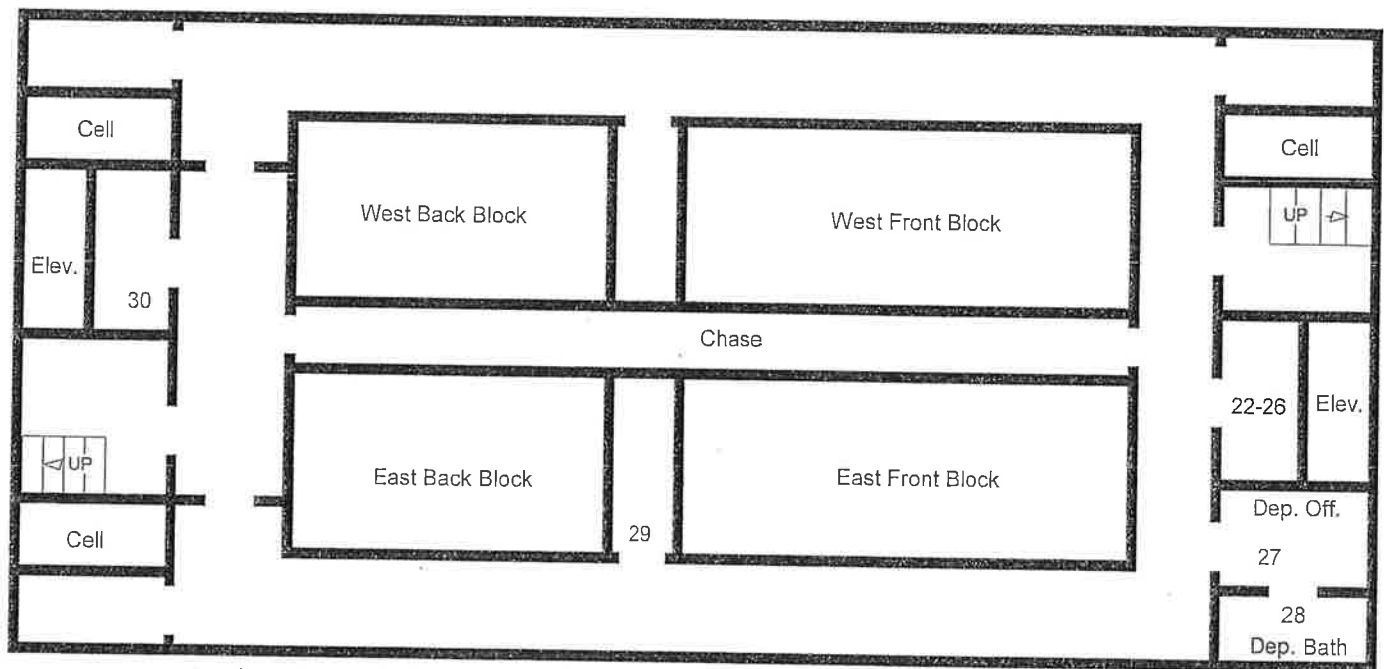 Cell
Cell
West Back Block
West Front Block
UP
Elev.
30
Chase
22-26
Elev.
UP
East Back Block
East Front Block
Dep. Off.
29
Cell
27
28
Dep. Bath